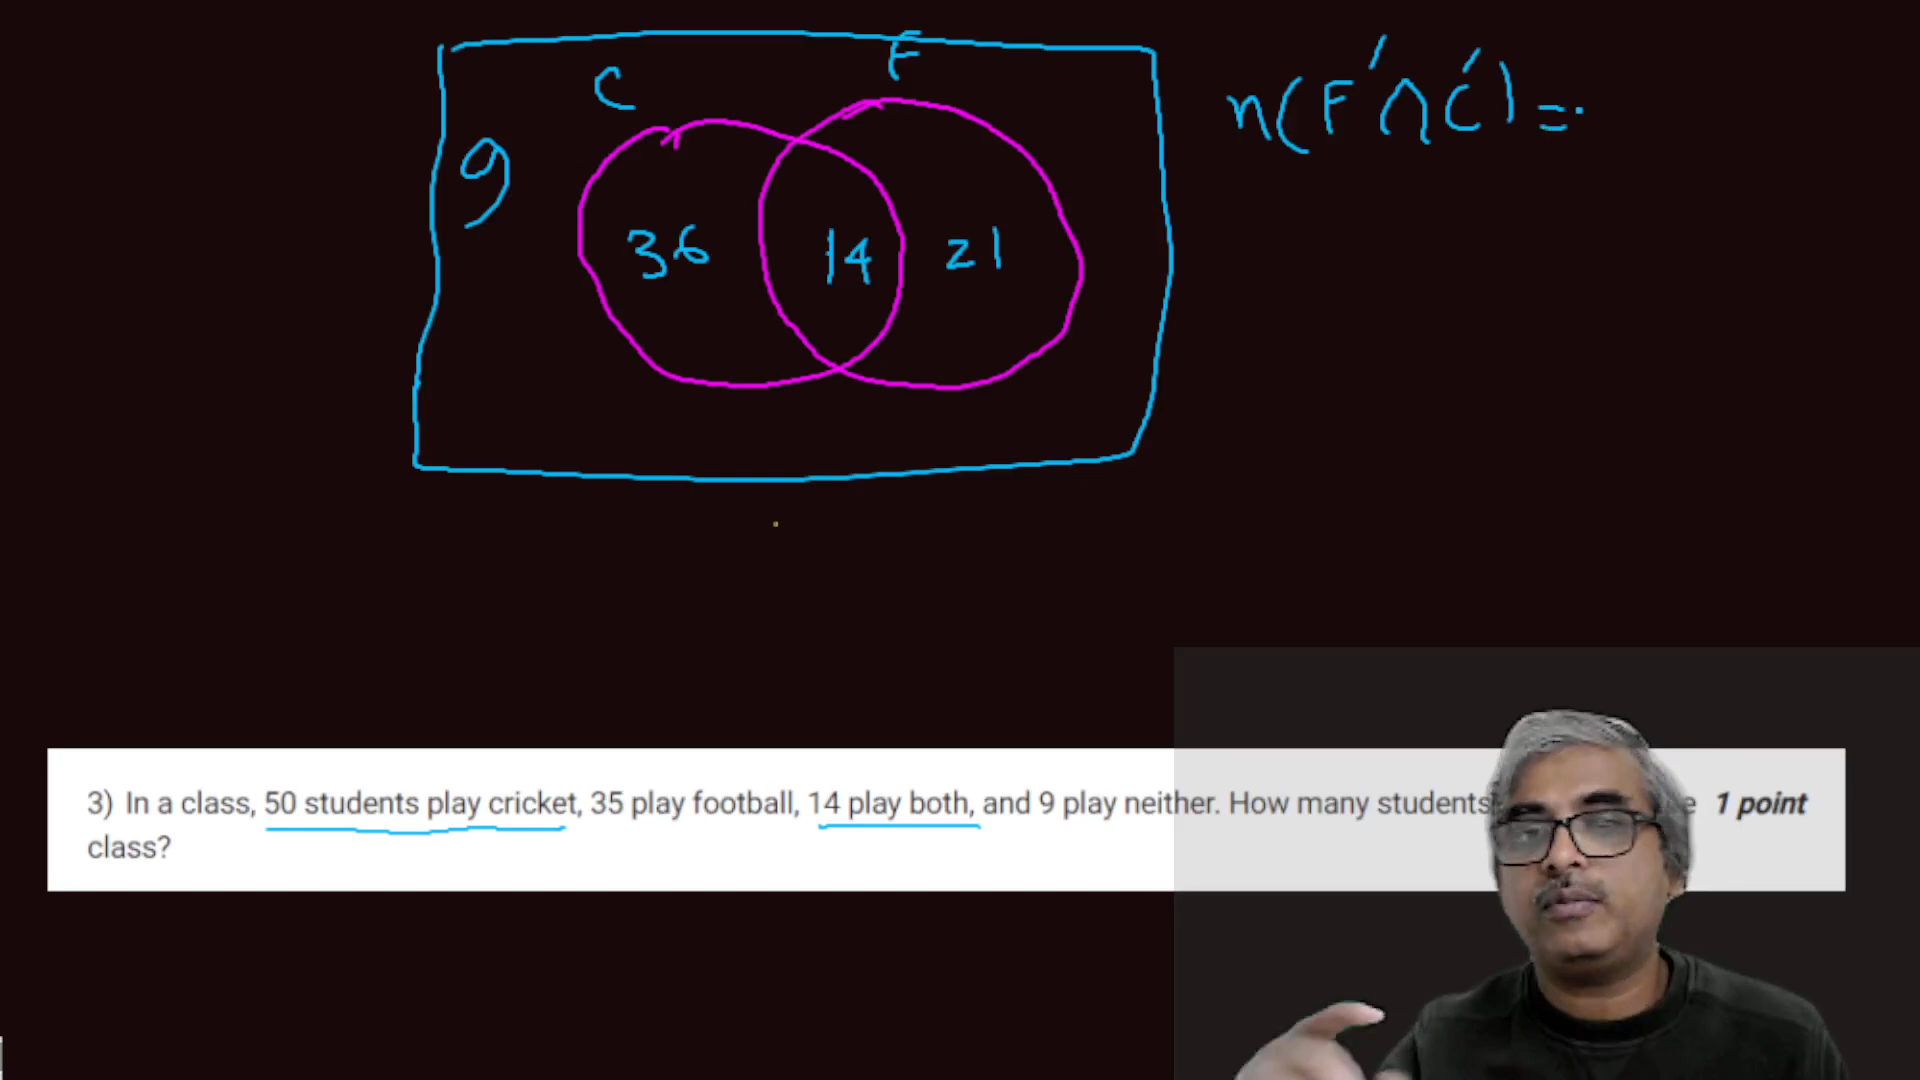 C F
n(F'∩C')=
9
36 14 21
3) In a class, 50 students play cricket, 35 play football, 14 play both, and 9 play neither. How many students 1 point
class?